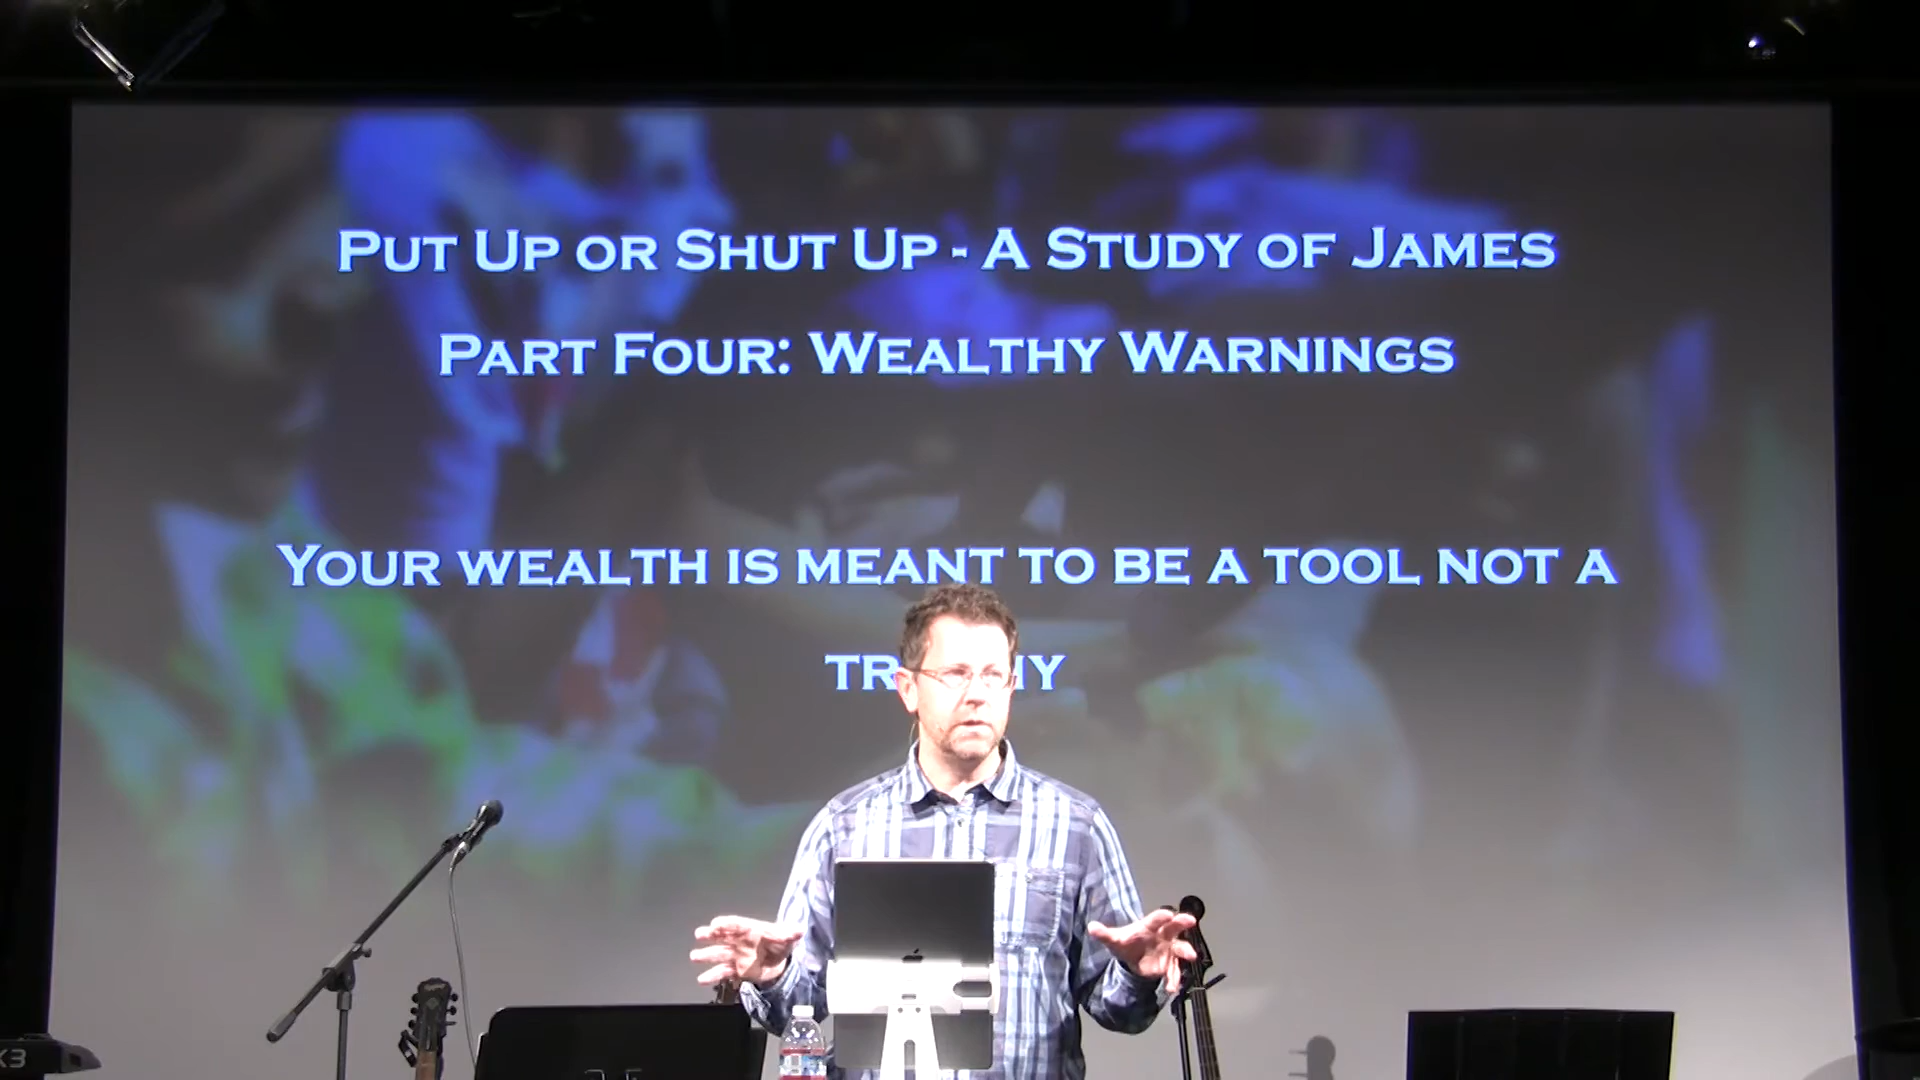 Put Up or Shut Up - A Study of James
Part Four: Wealthy Warnings
Your wealth is meant to be a tool not a